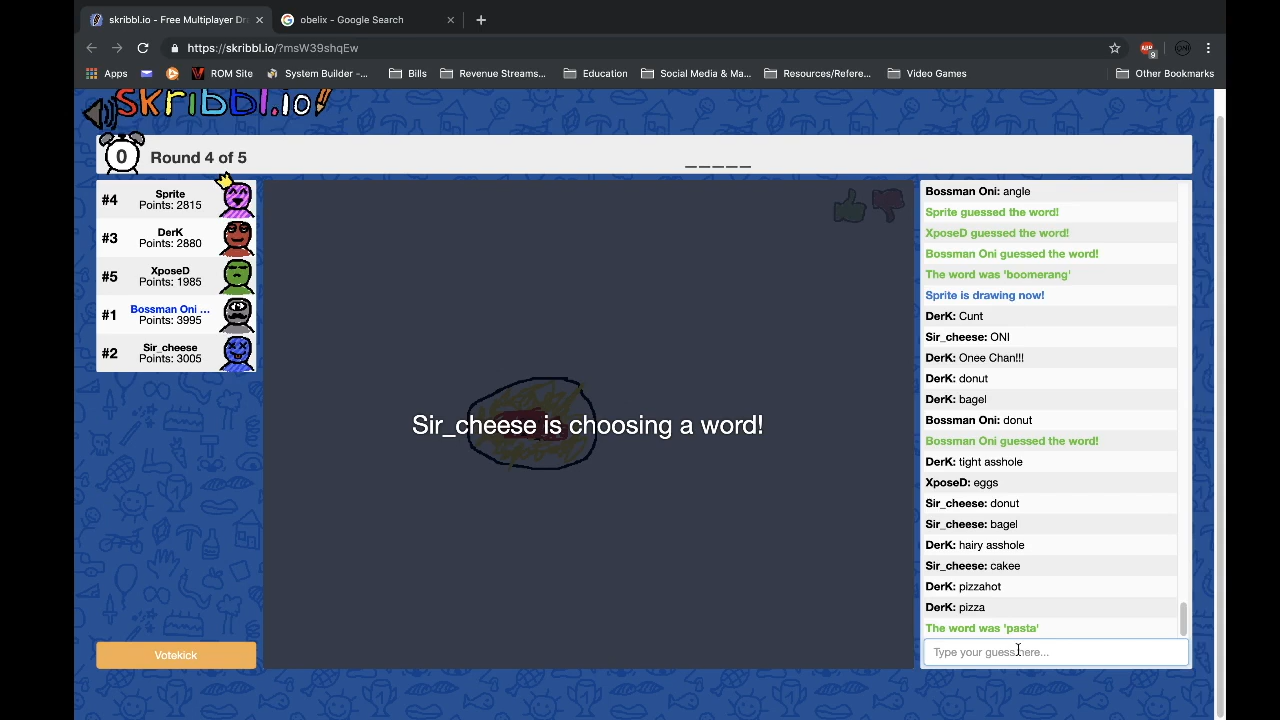 skribbl.io - Free Multiplayer Dr
obelix - Google Search
https://skribbl.io/?msW39shqEw
9
Apps
ROM Site
System Builder -...
Bills
Revenue Streams...
Education
Social Media & Ma...
Resources/Refere...
Video Games
Other Bookmarks
skribbl.io!
0
Round 4 of 5
_____
#4
Sprite
Points: 2815
#3
DerK
Points: 2880
#5
XposeD
Points: 1985
#1
Bossman Oni ...
Points: 3995
#2
Sir_cheese
Points: 3005
Votekick
Sir_cheese is choosing a word!
Bossman Oni: angle
Sprite guessed the word!
XposeD guessed the word!
Bossman Oni guessed the word!
The word was 'boomerang'
Sprite is drawing now!
DerK: Cunt
Sir_cheese: ONI
DerK: Onee Chan!!!
DerK: donut
DerK: bagel
Bossman Oni: donut
Bossman Oni guessed the word!
DerK: tight asshole
XposeD: eggs
Sir_cheese: donut
Sir_cheese: bagel
DerK: hairy asshole
Sir_cheese: cakee
DerK: pizzahot
DerK: pizza
The word was 'pasta'
Type your guess here...